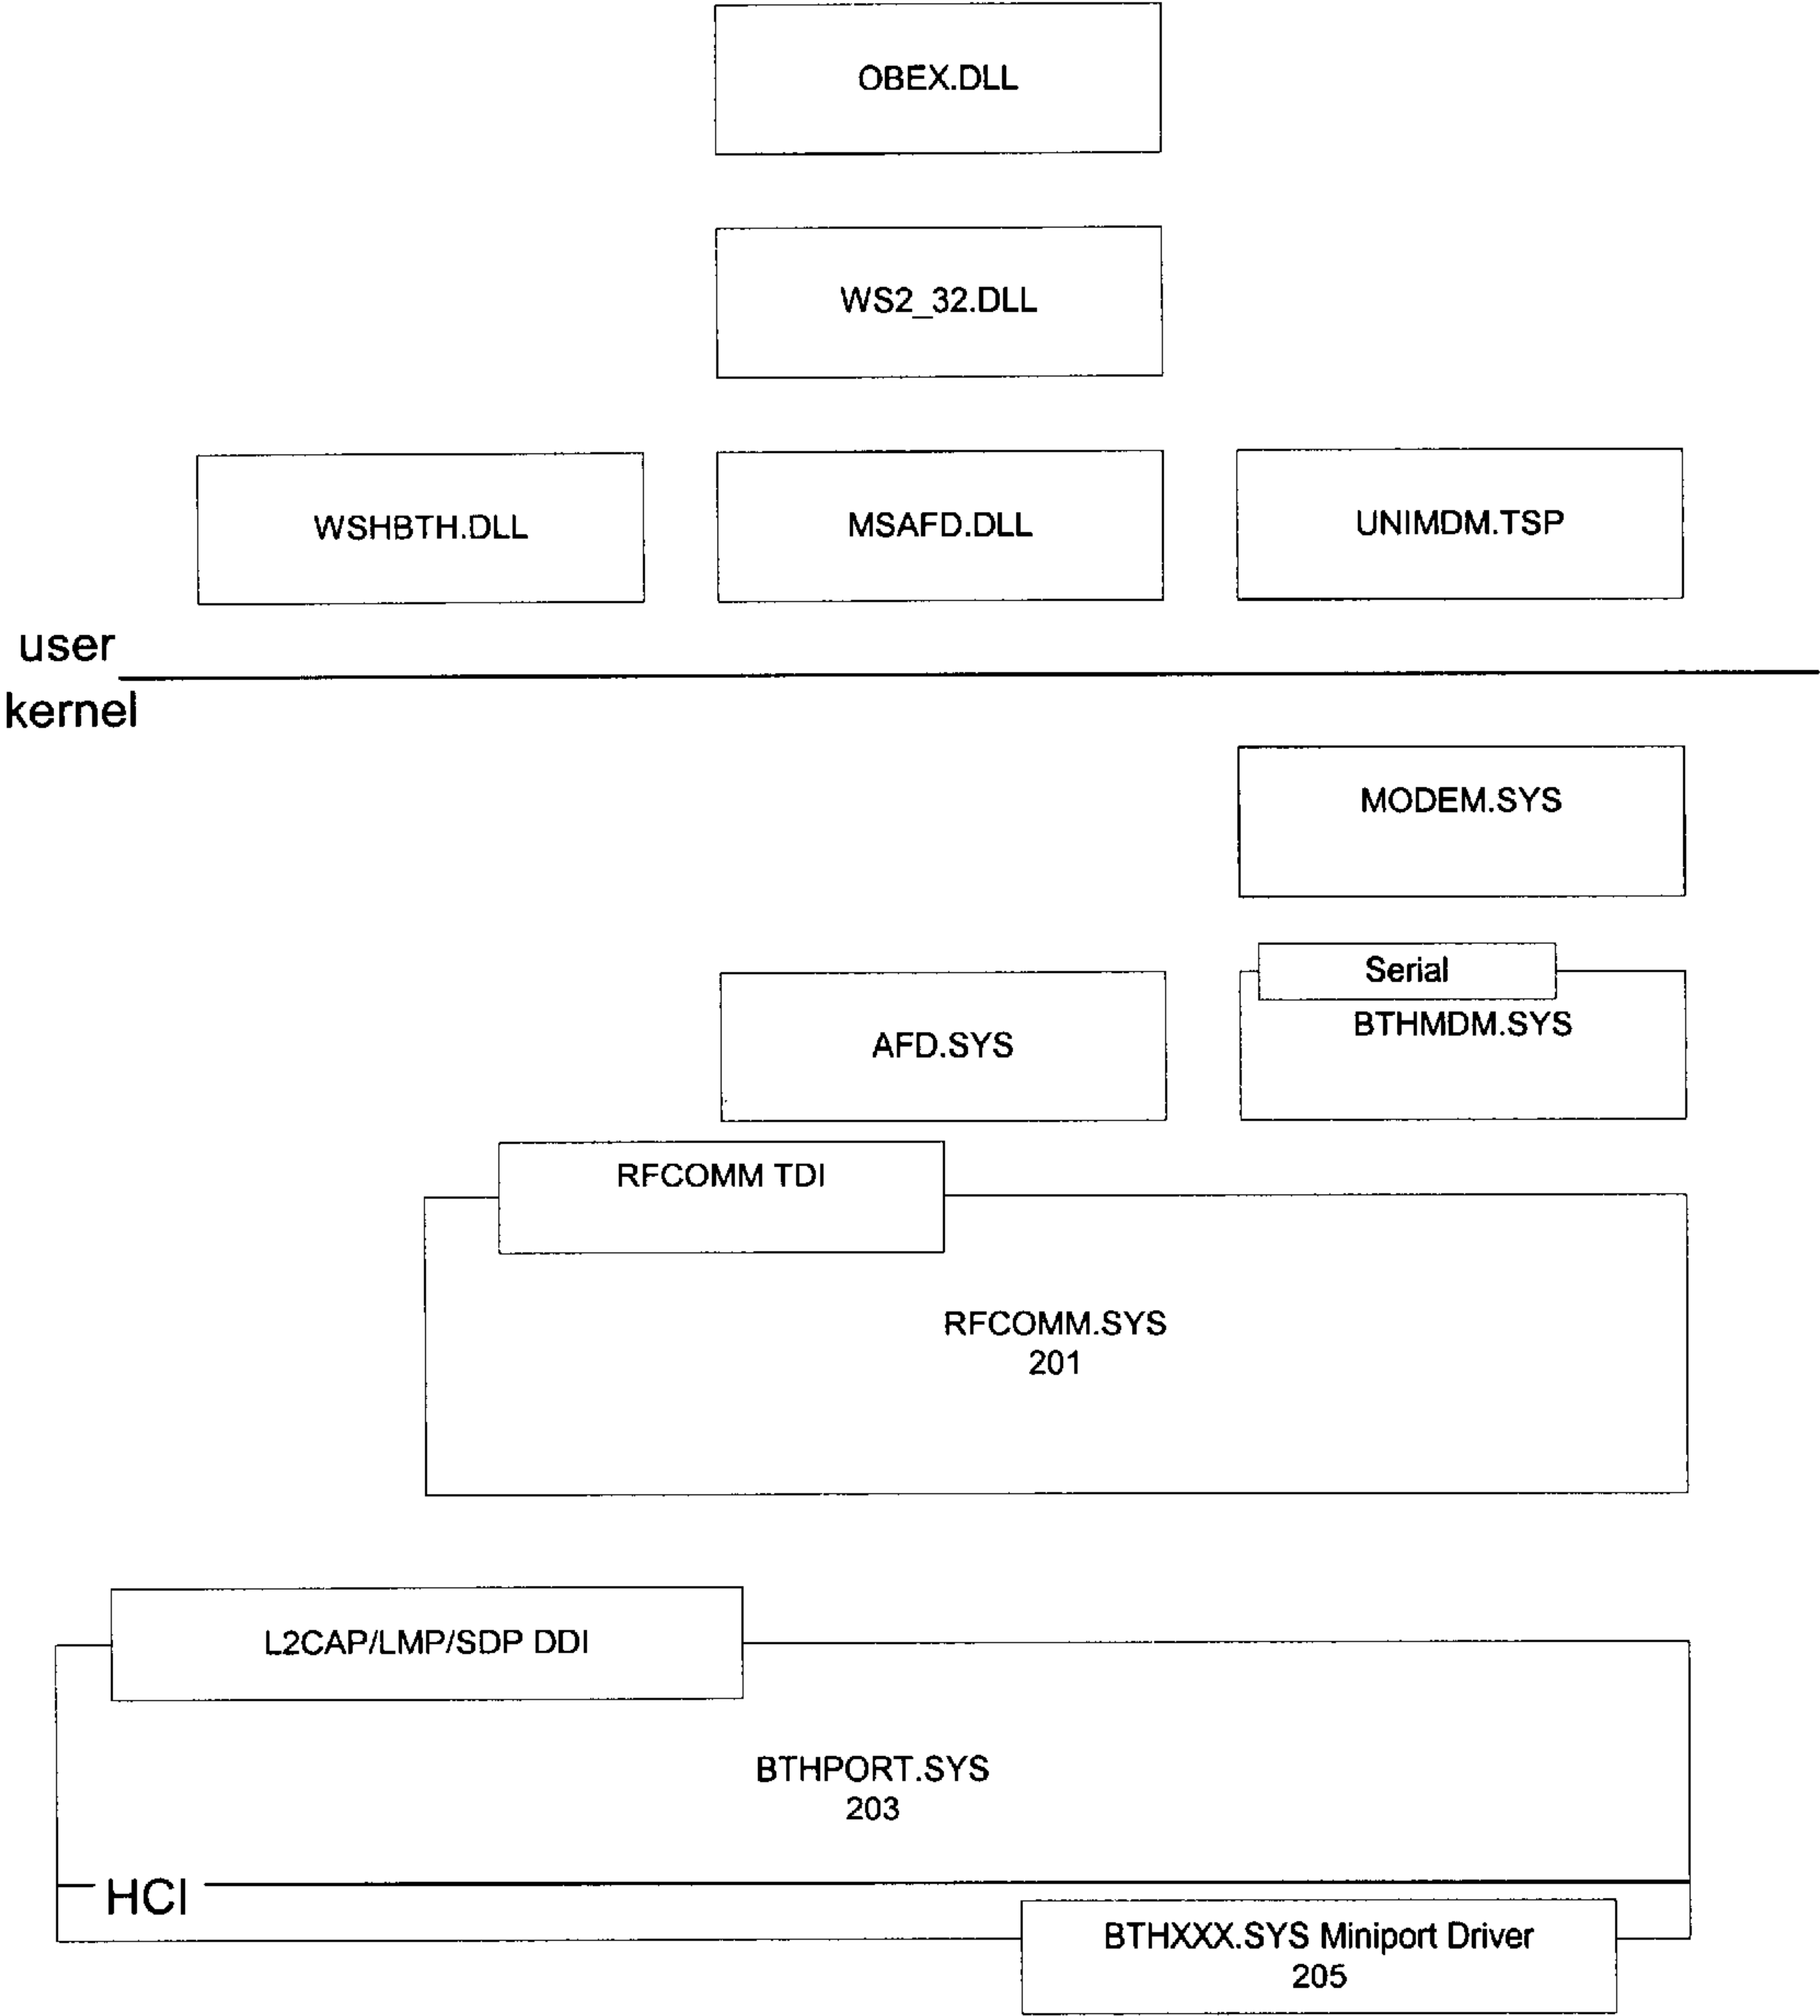 OBEX.DLL
WS2_32.DLL
WSHBTH.DLL
MSAFD.DLL
UNIMDM.TSP
user
kernel
MODEM.SYS
Serial
BTHMDM.SYS
AFD.SYS
RFCOMM TDI
RFCOMM.SYS
201
L2CAP/LMP/SDP DDI
BTHPORT.SYS
203
HCI
BTHXXX.SYS Miniport Driver
205